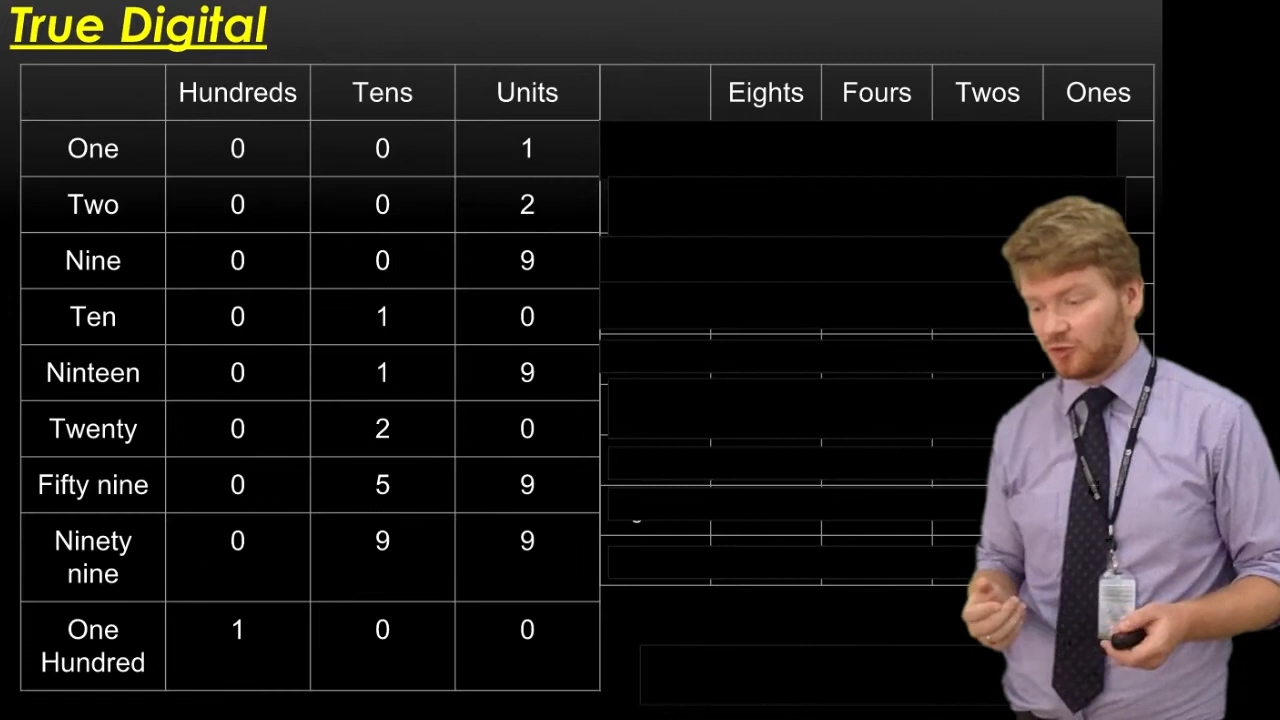 True Digital
Hundreds Tens Units Eights Fours Twos Ones
One 0 0 1
Two 0 0 2
Nine 0 0 9
Ten 0 1 0
Ninteen 0 1 9
Twenty 0 2 0
Fifty nine 0 5 9
Ninety 0 9 9
nine
One 1 0 0
Hundred